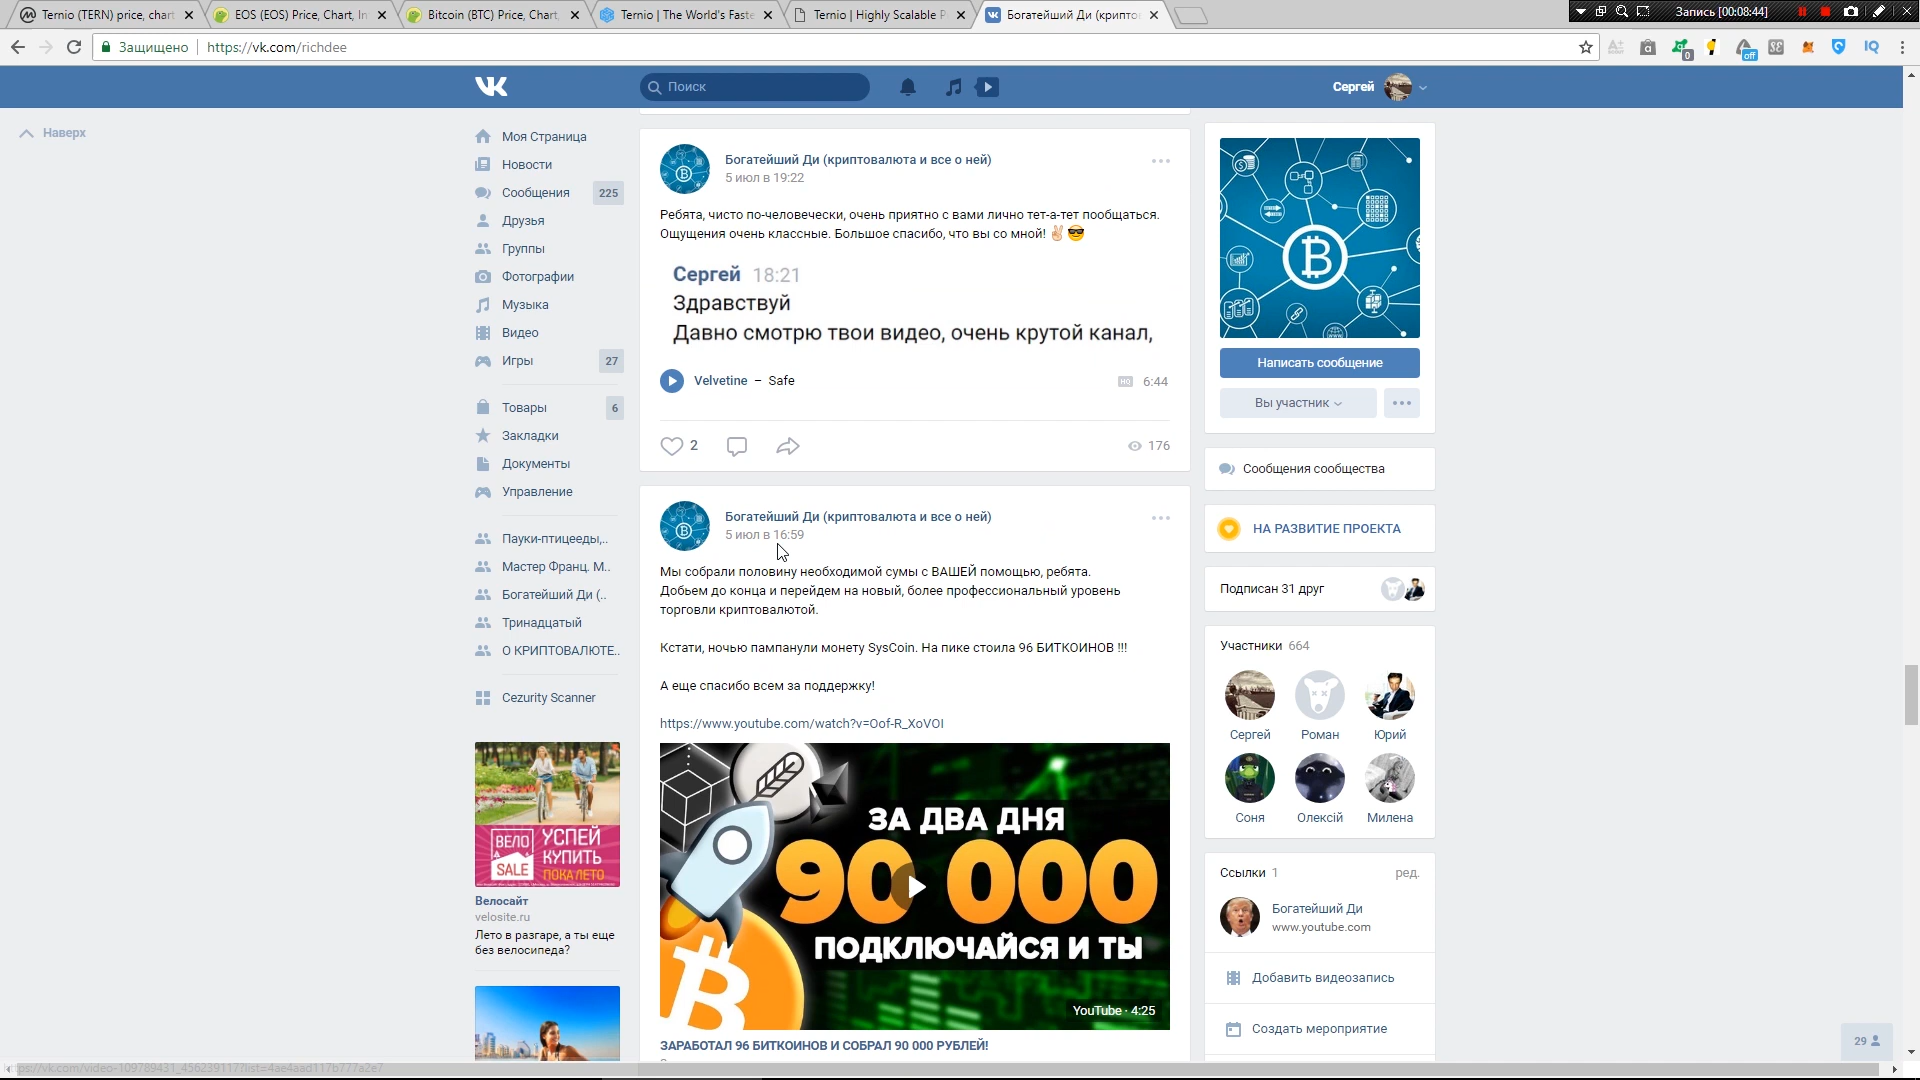 Ternio (TERN) price, chart
EOS (EOS) Price, Chart, In
Bitcoin (BTC) Price, Chart,
Ternio | The World's Faste
Ternio | Highly Scalable P
Богатейший Ди (крипто
Запись [00:08:44]
Защищено
https://vk.com/richdee
Поиск
Сергей
Наверх
Моя Страница
Новости
Сообщения 225
Друзья
Группы
Фотографии
Музыка
Видео
Игры 27
Товары 6
Закладки
Документы
Управление
Пауки-птицееды,..
Мастер Франц. М..
Богатейший Ди (..
Тринадцатый
О КРИПТОВАЛЮТЕ..
Cezurity Scanner
ВЕЛО
SALE
УСПЕЙ
КУПИТЬ
ПОКА ЛЕТО
Велосайт
velosite.ru
Лето в разгаре, а ты еще
без велосипеда?
Богатейший Ди (криптовалюта и все о ней)
5 июл в 19:22
Ребята, чисто по-человечески, очень приятно с вами лично тет-а-тет пообщаться.
Ощущения очень классные. Большое спасибо, что вы со мной! ✌😎
Сергей 18:21
Здравствуй
Давно смотрю твои видео, очень крутой канал,
Velvetine – Safe
HQ 6:44
2
176
Богатейший Ди (криптовалюта и все о ней)
5 июл в 16:59
Мы собрали половину необходимой сумы с ВАШЕЙ помощью, ребята.
Добьем до конца и перейдем на новый, более профессиональный уровень
торговли криптовалютой.
Кстати, ночью пампанули монету SysCoin. На пике стоила 96 БИТКОИНОВ !!!
А еще спасибо всем за поддержку!
https://www.youtube.com/watch?v=Oof-R_XoVOI
ЗА ДВА ДНЯ
90 000
ПОДКЛЮЧАЙСЯ И ТЫ
YouTube · 4:25
ЗАРАБОТАЛ 96 БИТКОИНОВ И СОБРАЛ 90 000 РУБЛЕЙ!
Написать сообщение
Вы участник
Сообщения сообщества
НА РАЗВИТИЕ ПРОЕКТА
Подписан 31 друг
Участники 664
Сергей
Роман
Юрий
Соня
Олексій
Милена
Ссылки 1
ред.
Богатейший Ди
www.youtube.com
Добавить видеозапись
Создать мероприятие
29
https://vk.com/video-109789431_456239117?list=4ae4aad117b777a2e7